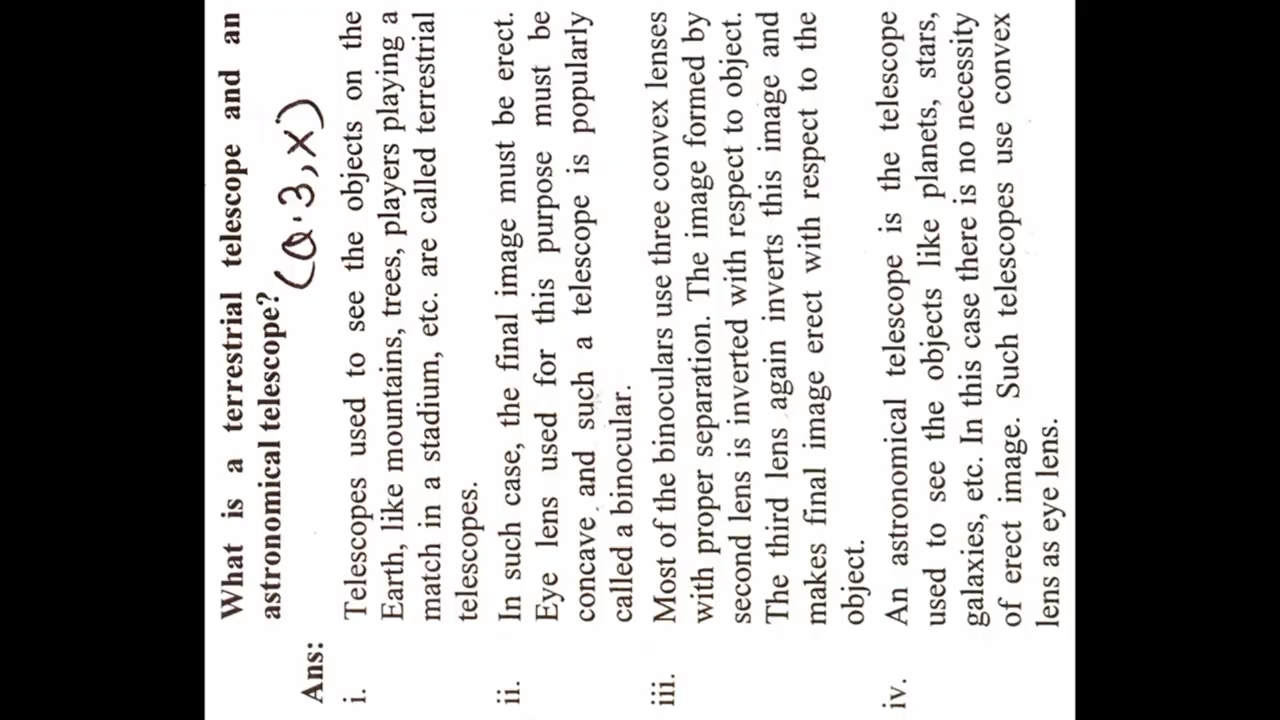 What is a terrestrial telescope and an
astronomical telescope? (Q.3, x)
Ans:
i. Telescopes used to see the objects on the
Earth, like mountains, trees, players playing a
match in a stadium, etc. are called terrestrial
telescopes.
ii. In such case, the final image must be erect.
Eye lens used for this purpose must be
concave and such a telescope is popularly
called a binocular.
iii. Most of the binoculars use three convex lenses
with proper separation. The image formed by
second lens is inverted with respect to object.
The third lens again inverts this image and
makes final image erect with respect to the
object.
iv. An astronomical telescope is the telescope
used to see the objects like planets, stars,
galaxies, etc. In this case there is no necessity
of erect image. Such telescopes use convex
lens as eye lens.